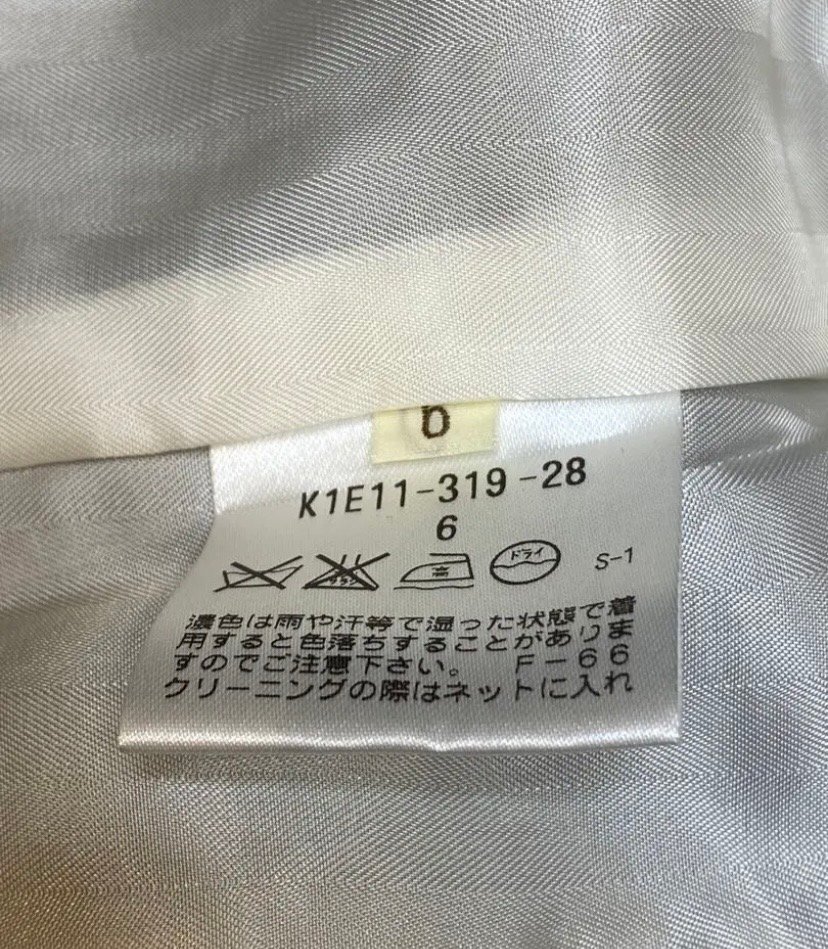 K1E11-319-28
6
高
ドライ
S-1
濃色は雨や汗等で湿った状態で着
用すると色落ちすることがありま
すのでご注意下さい。 F-66
クリーニングの際はネットに入れ